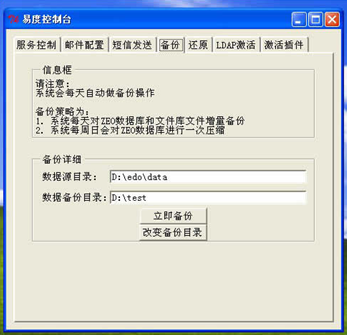 易度控制台
服务控制 邮件配置 短信发送 备份 还原 LDAP激活 激活插件
信息框
请注意:
系统会每天自动做备份操作
备份策略为:
1. 系统每天对ZEO数据库和文件库文件增量备份
2. 系统每周日会对ZEO数据库进行一次压缩
备份详细
数据源目录: D:\edo\data
数据备份目录: D:\test
立即备份
改变备份目录